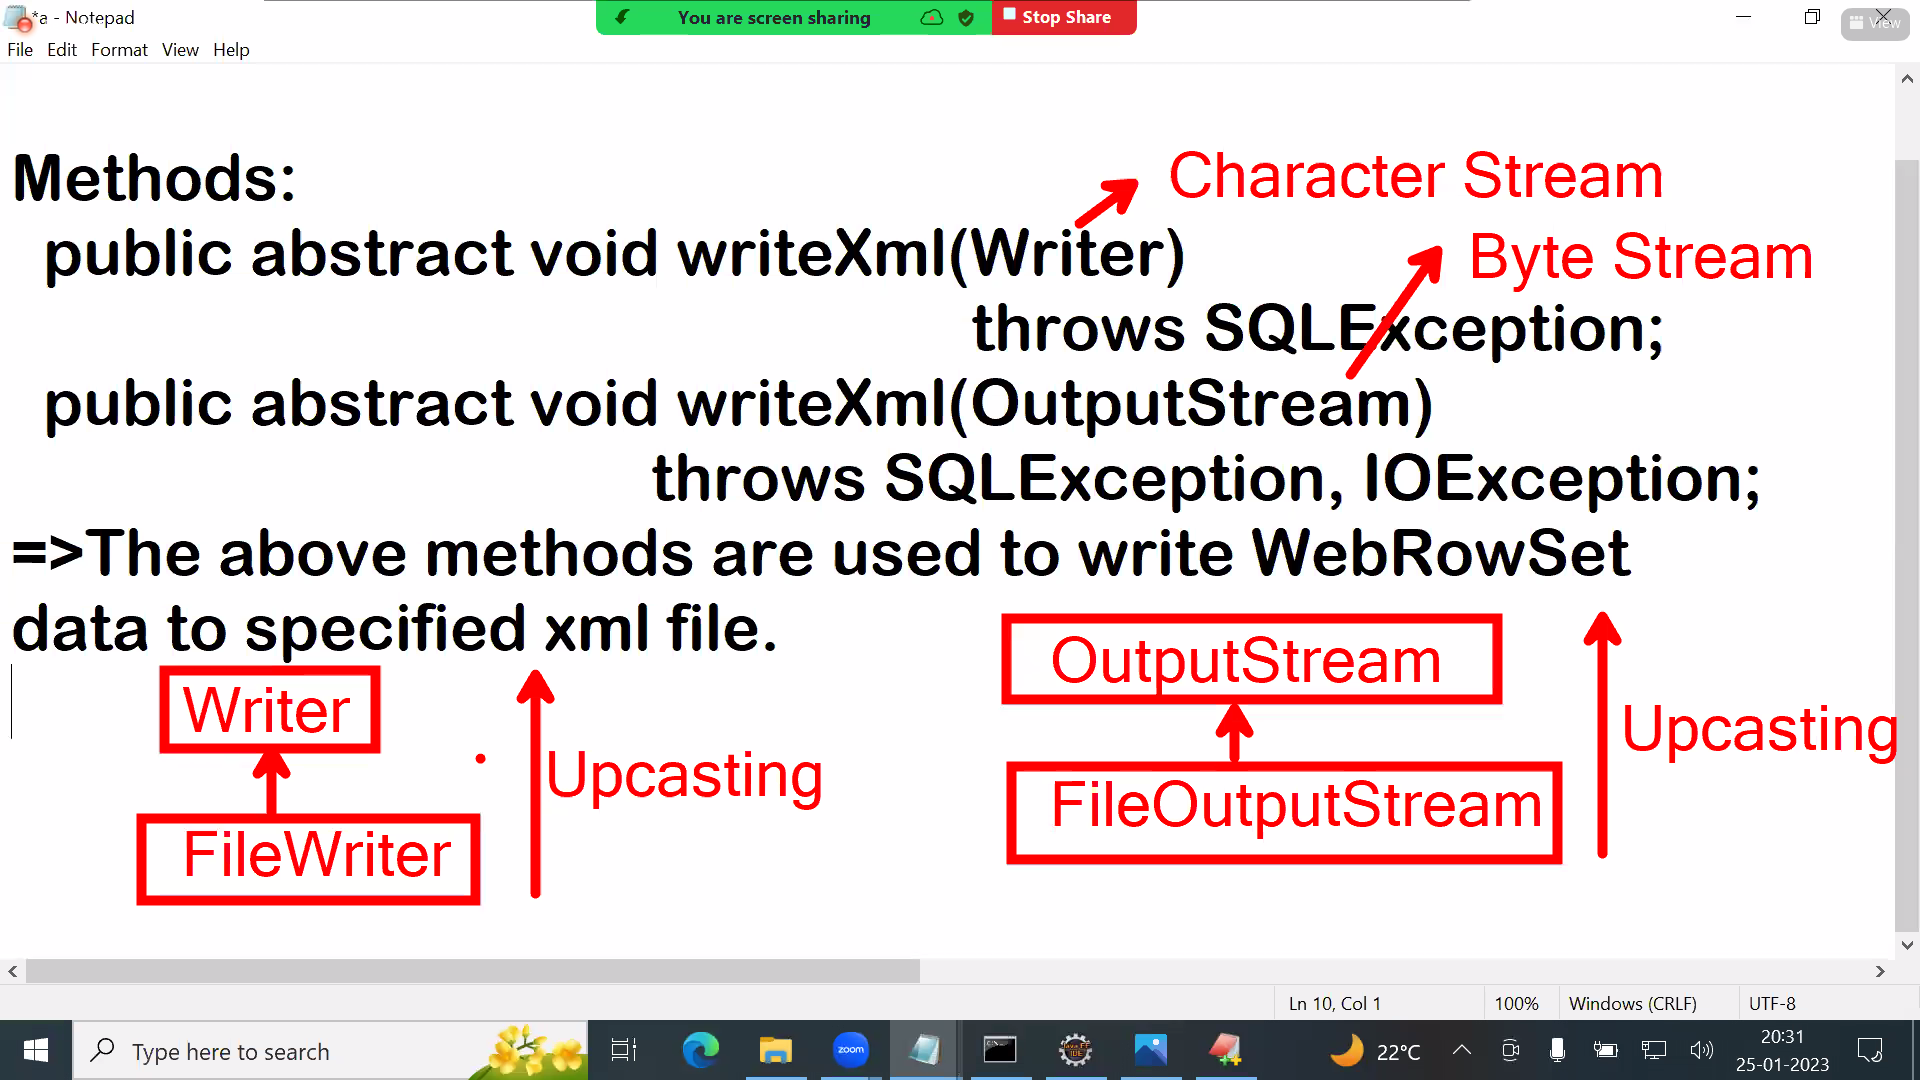 *a - Notepad
You are screen sharing
Stop Share
View
File Edit Format View Help
Methods:
Character Stream
public abstract void writeXml(Writer)
Byte Stream
throws SQLException;
public abstract void writeXml(OutputStream)
throws SQLException, IOException;
=>The above methods are used to write WebRowSet
data to specified xml file.
OutputStream
Writer
Upcasting
Upcasting
FileOutputStream
FileWriter
Ln 10, Col 1
100%
Windows (CRLF)
UTF-8
Type here to search
zoom
22°C
20:31
25-01-2023